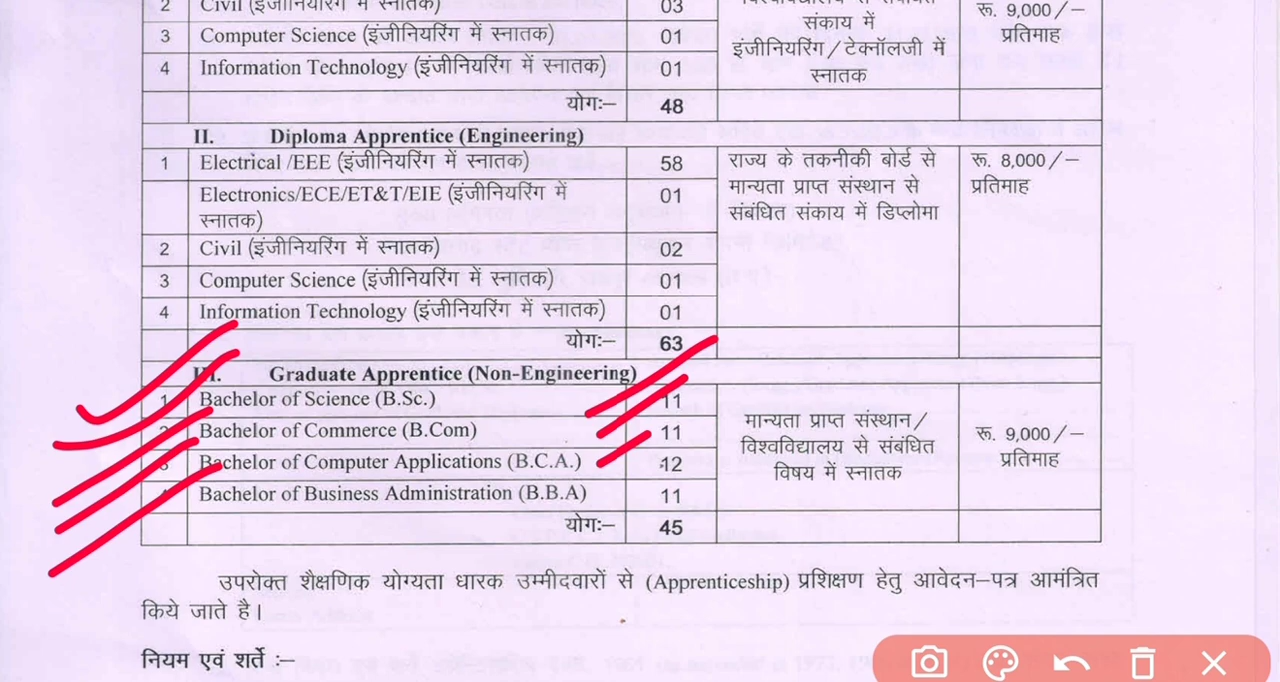 2 Civil (इंजीनियरिंग में स्नातक) 03
संकाय में
रू. 9,000/–
प्रतिमाह
3 Computer Science (इंजीनियरिंग में स्नातक) 01
इंजीनियरिंग/टेक्नॉलजी में
स्नातक
4 Information Technology (इंजीनियरिंग में स्नातक) 01
योगः– 48
II. Diploma Apprentice (Engineering)
1 Electrical /EEE (इंजीनियरिंग में स्नातक) 58
राज्य के तकनीकी बोर्ड से
मान्यता प्राप्त संस्थान से
संबंधित संकाय में डिप्लोमा
रू. 8,000/–
प्रतिमाह
Electronics/ECE/ET&T/EIE (इंजीनियरिंग में
स्नातक) 01
2 Civil (इंजीनियरिंग में स्नातक) 02
3 Computer Science (इंजीनियरिंग में स्नातक) 01
4 Information Technology (इंजीनियरिंग में स्नातक) 01
योगः– 63
III. Graduate Apprentice (Non-Engineering)
1 Bachelor of Science (B.Sc.) 11
2 Bachelor of Commerce (B.Com) 11
3 Bachelor of Computer Applications (B.C.A.) 12
4 Bachelor of Business Administration (B.B.A) 11
मान्यता प्राप्त संस्थान/
विश्वविद्यालय से संबंधित
विषय में स्नातक
रू. 9,000/–
प्रतिमाह
योगः– 45
उपरोक्त शैक्षणिक योग्यता धारक उम्मीदवारों से (Apprenticeship) प्रशिक्षण हेतु आवेदन–पत्र आमंत्रित
किये जाते है।
नियम एवं शर्ते :–